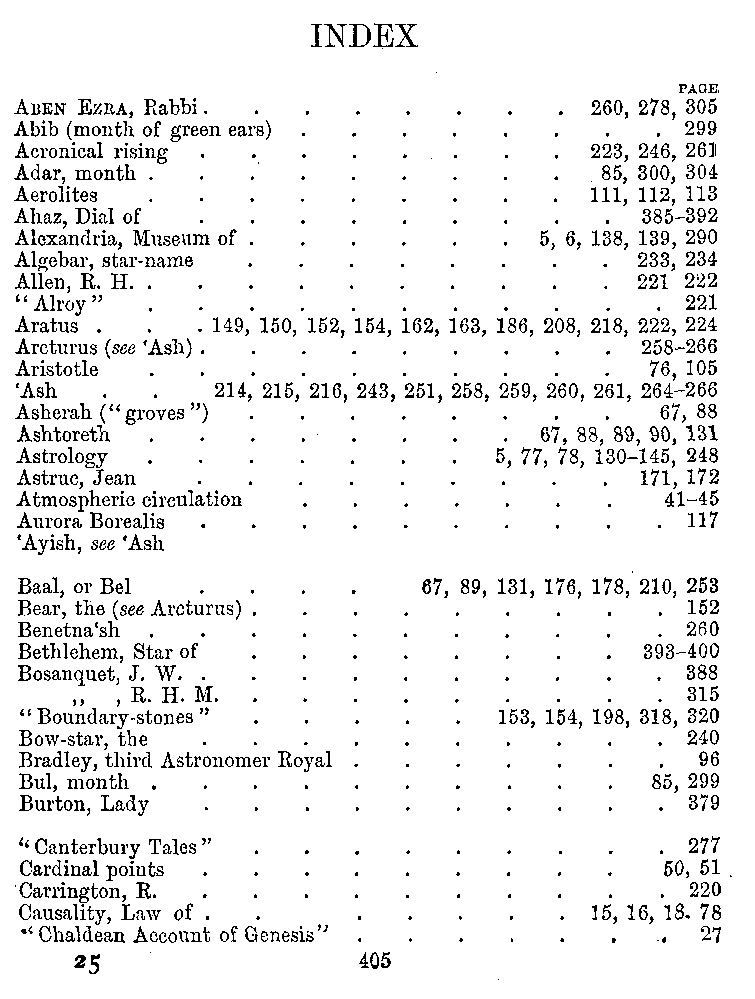 INDEX
PAGE
ABEN EZRA, Rabbi . . . . . . . . 260, 278, 305
Abib (month of green ears) . . . . . . . . 299
Acronical rising . . . . . . . . 223, 246, 261
Adar, month . . . . . . . . . . 85, 300, 304
Aerolites . . . . . . . . . 111, 112, 113
Ahaz, Dial of . . . . . . . . . 385-392
Alexandria, Museum of . . . . . . 5, 6, 138, 139, 290
Algebar, star-name . . . . . . . . 233, 234
Allen, R. H. . . . . . . . . . . 221 222
"Alroy" . . . . . . . . . . . 221
Aratus . . . 149, 150, 152, 154, 162, 163, 186, 208, 218, 222, 224
Arcturus (see ‘Ash) . . . . . . . . . 258-266
Aristotle . . . . . . . . . . 76, 105
‘Ash . . 214, 215, 216, 243, 251, 258, 259, 260, 261, 264-266
Asherah ("groves") . . . . . . . . 67, 88
Ashtoreth . . . . . . . . 67, 88, 89, 90, 131
Astrology . . . . . . . 5, 77, 78, 130-145, 248
Astruc, Jean . . . . . . . . . 171, 172
Atmospheric circulation . . . . . . . 41-45
Aurora Borealis . . . . . . . . . . 117
‘Ayish, see ‘Ash
Baal, or Bel . . . . 67, 89, 131, 176, 178, 210, 253
Bear, the (see Arcturus) . . . . . . . . . 152
Benetna‘sh . . . . . . . . . . . 260
Bethlehem, Star of . . . . . . . . 393-400
Bosanquet, J. W. . . . . . . . . . . 388
,, , R. H. M. . . . . . . . . . 315
"Boundary-stones" . . . . . 153, 154, 198, 318, 320
Bow-star, the . . . . . . . . . . 240
Bradley, third Astronomer Royal . . . . . . . 96
Bul, month . . . . . . . . . . 85, 299
Burton, Lady . . . . . . . . . . 379
"Canterbury Tales" . . . . . . . . . 277
Cardinal points . . . . . . . . . 50, 51
Carrington, R. . . . . . . . . . . 220
Causality, Law of . . . . . . . 15, 16, 18. 78
"Chaldean Account of Genesis" . . . . . . . 27
25 405